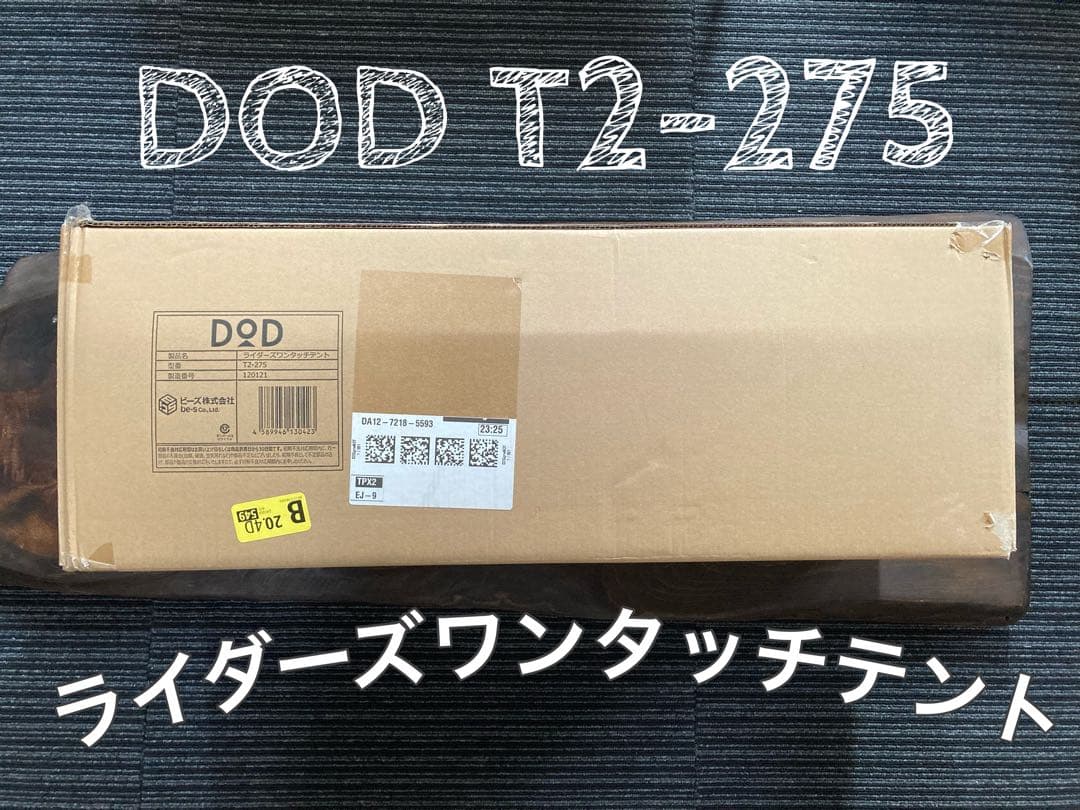 DOD T2-275
DOD
製品名 ライダーズワンタッチテント
型番 T2-275
製造番号 120121
ビーズ株式会社
be-s Co.,Ltd.
4 589946 130423
DA12-7218-5593
23:25
TPX2
EJ-9
B
20.4D
549
ライダーズワンタッチテント